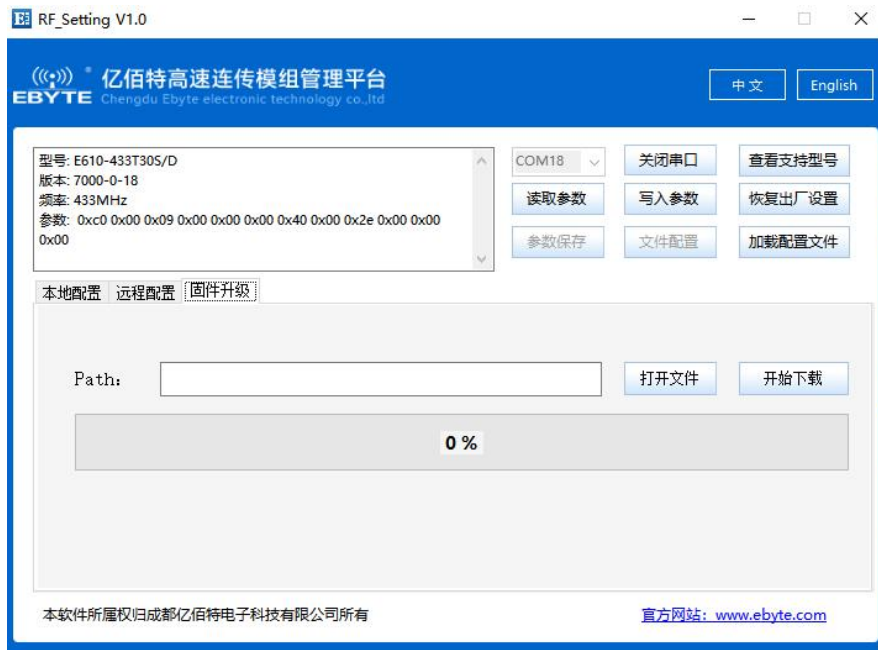 RF_Setting V1.0
EBYTE
亿佰特高速连传模组管理平台
Chengdu Ebyte electronic technology co.,ltd
中文 English
型号: E610-433T30S/D
版本: 7000-0-18
频率: 433MHz
参数: 0xc0 0x00 0x09 0x00 0x00 0x00 0x40 0x00 0x2e 0x00 0x00
0x00
COM18 关闭串口 查看支持型号
读取参数 写入参数 恢复出厂设置
参数保存 文件配置 加载配置文件
本地配置 远程配置 固件升级
Path: 打开文件 开始下载
0 %
本软件所属权归成都亿佰特电子科技有限公司所有 官方网站: www.ebyte.com